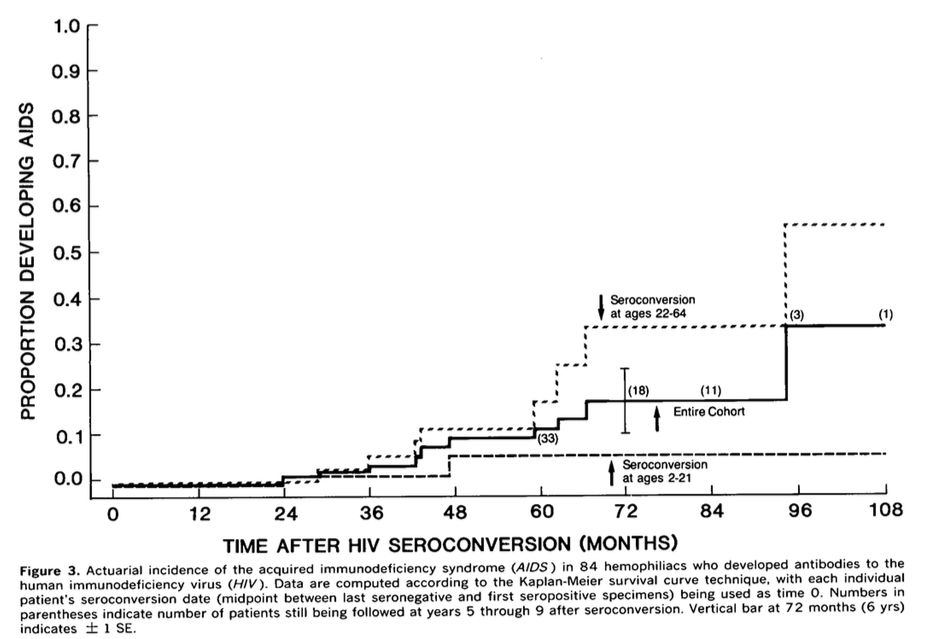 1.0
0.9
0.8
0.7
0.6
0.5
0.4
0.3
0.2
0.1
0.0
PROPORTION DEVELOPING AIDS
Seroconversion
at ages 22-64
(3)
(1)
(18)
(11)
Entire Cohort
(33)
Seroconversion
at ages 2-21
0 12 24 36 48 60 72 84 96 108
TIME AFTER HIV SEROCONVERSION (MONTHS)
Figure 3. Actuarial incidence of the acquired immunodeficiency syndrome (AIDS) in 84 hemophiliacs who developed antibodies to the
human immunodeficiency virus (HIV). Data are computed according to the Kaplan-Meier survival curve technique, with each individual
patient's seroconversion date (midpoint between last seronegative and first seropositive specimens) being used as time 0. Numbers in
parentheses indicate number of patients still being followed at years 5 through 9 after seroconversion. Vertical bar at 72 months (6 yrs)
indicates ± 1 SE.